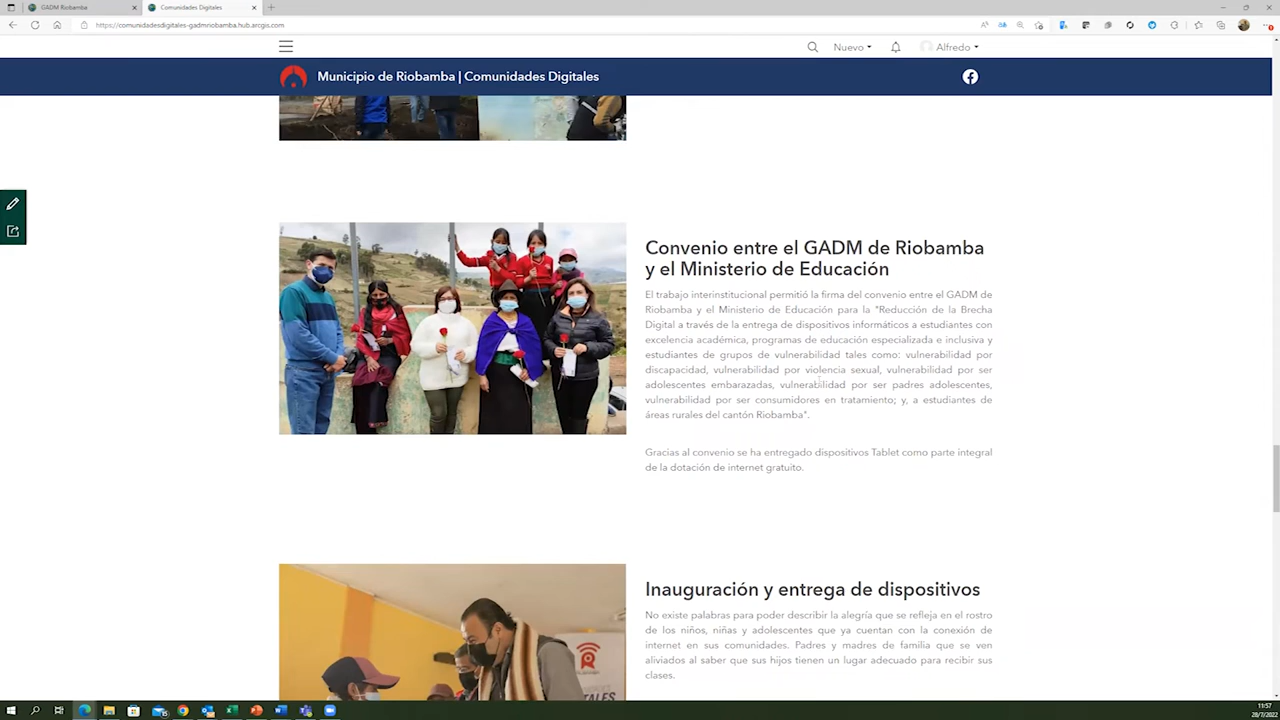 GADM Riobamba
Comunidades Digitales
https://comunidadesdigitales-gadmriobamba.hub.arcgis.com
Nuevo
Alfredo
Municipio de Riobamba | Comunidades Digitales
Convenio entre el GADM de Riobamba
y el Ministerio de Educación
El trabajo interinstitucional permitió la firma del convenio entre el GADM de
Riobamba y el Ministerio de Educación para la "Reducción de la Brecha
Digital a través de la entrega de dispositivos informáticos a estudiantes con
excelencia académica, programas de educación especializada e inclusiva y
estudiantes de grupos de vulnerabilidad tales como: vulnerabilidad por
discapacidad, vulnerabilidad por violencia sexual, vulnerabilidad por ser
adolescentes embarazadas, vulnerabilidad por ser padres adolescentes,
vulnerabilidad por ser consumidores en tratamiento; y, a estudiantes de
áreas rurales del cantón Riobamba".
Gracias al convenio se ha entregado dispositivos Tablet como parte integral
de la dotación de internet gratuito.
Inauguración y entrega de dispositivos
No existe palabras para poder describir la alegría que se refleja en el rostro
de los niños, niñas y adolescentes que ya cuentan con la conexión de
internet en sus comunidades. Padres y madres de familia que se ven
aliviados al saber que sus hijos tienen un lugar adecuado para recibir sus
clases.
11:57
28/7/2022